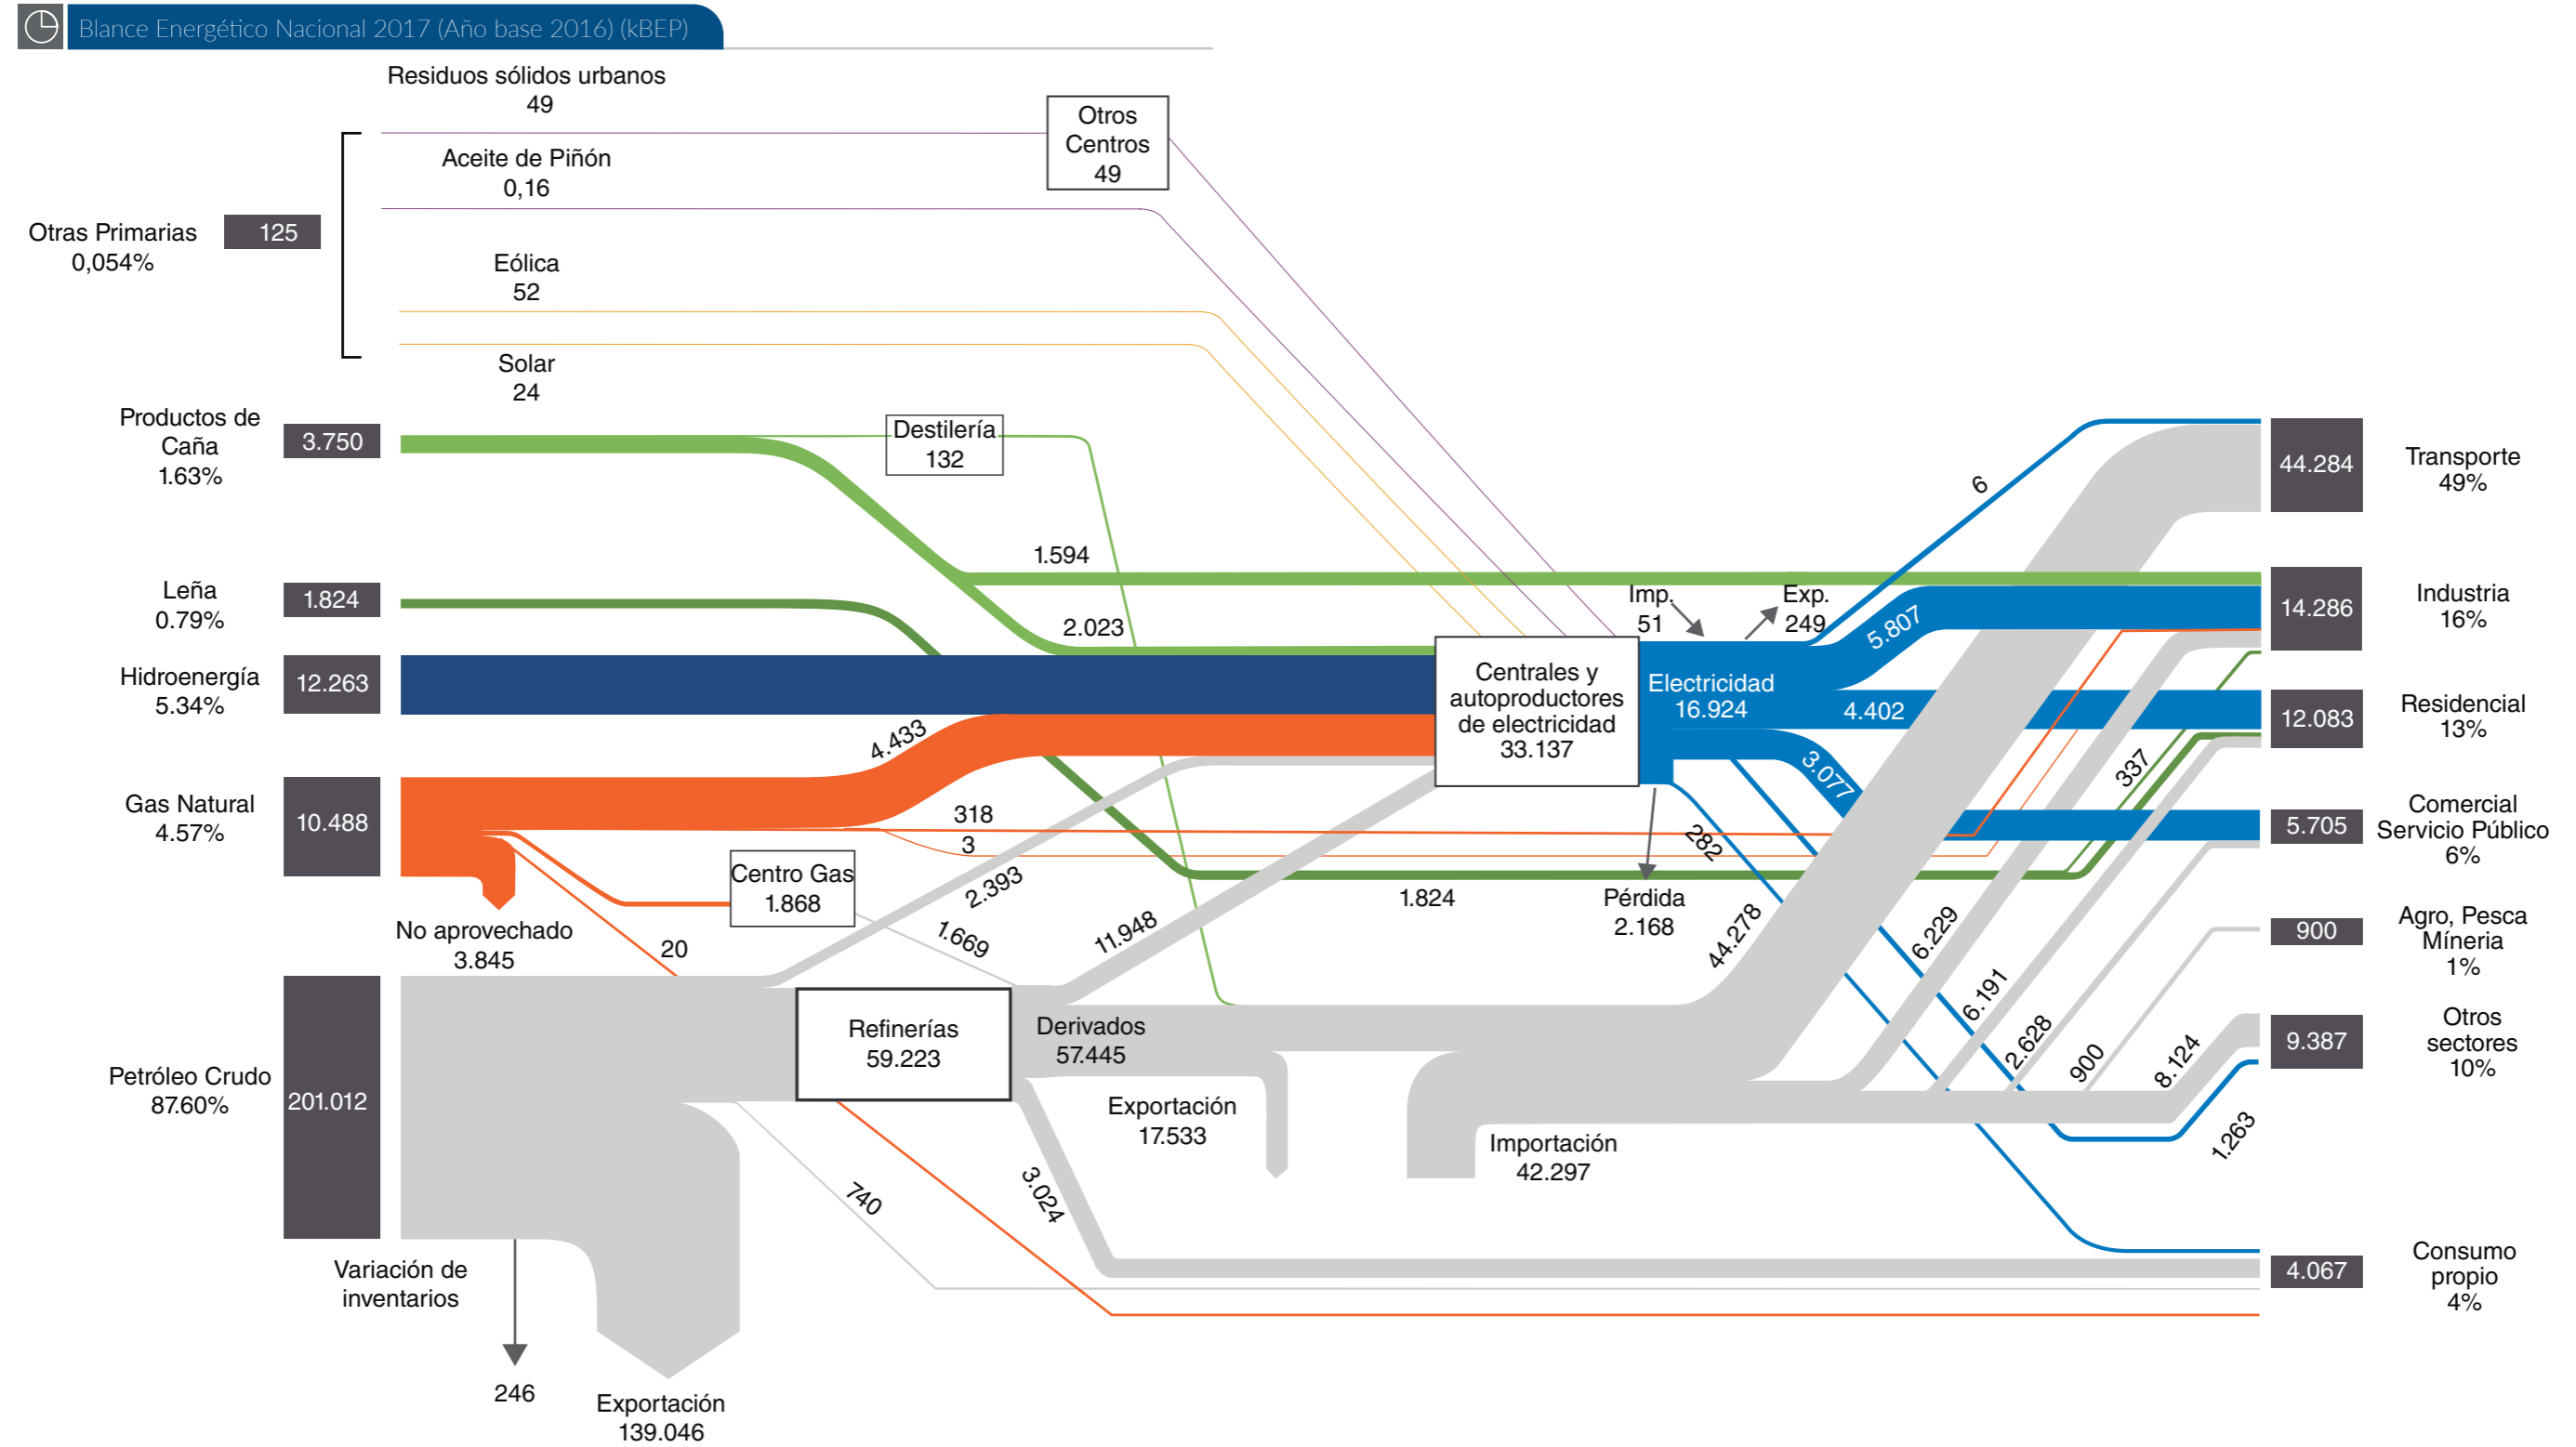 Blance Energético Nacional 2017 (Año base 2016) (kBEP)
Residuos sólidos urbanos
49
Otros
Centros
49
Aceite de Piñón
0,16
Otras Primarias
0,054%
125
Eólica
52
Solar
24
Productos de
Caña
1.63%
3.750
Destilería
132
Leña
0.79%
1.824
1.594
2.023
Hidroenergía
5.34%
12.263
Gas Natural
4.57%
10.488
4.433
318
3
Centro Gas
1.868
No aprovechado
3.845
20
2.393
1.669
11.948
1.824
Petróleo Crudo
87.60%
201.012
Refinerías
59.223
Derivados
57.445
Exportación
17.533
Importación
42.297
Variación de
inventarios
246
Exportación
139.046
740
3.024
Centrales y
autoproductores
de electricidad
33.137
Imp.
51
Exp.
249
Electricidad
16.924
Pérdida
2.168
6
5.807
4.402
3.077
282
337
44.278
6.229
6.191
2.628
900
8.124
1.263
44.284
Transporte
49%
14.286
Industria
16%
12.083
Residencial
13%
5.705
Comercial
Servicio Público
6%
900
Agro, Pesca
Míneria
1%
9.387
Otros
sectores
10%
4.067
Consumo
propio
4%